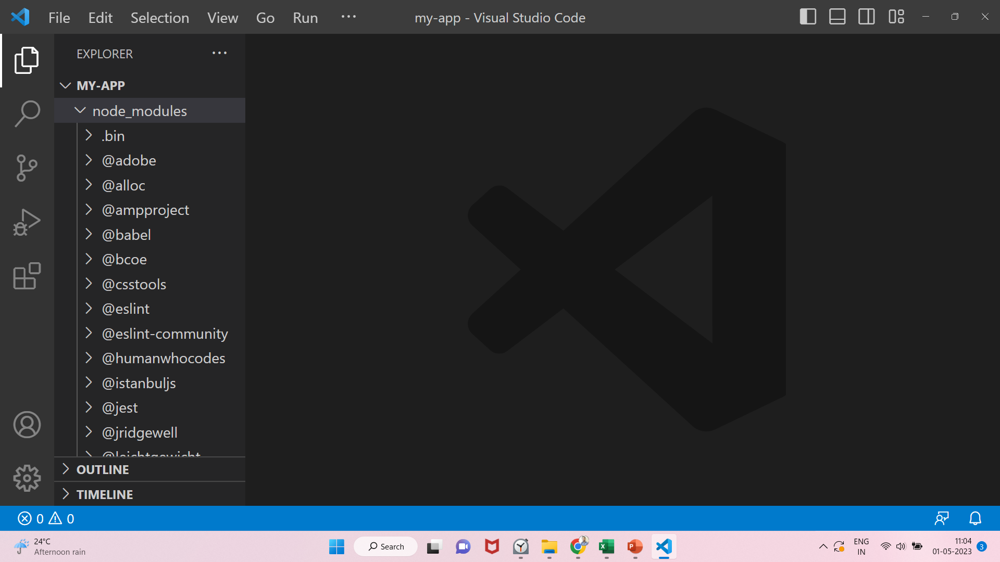 File Edit Selection View Go Run ··· my-app - Visual Studio Code
EXPLORER ···
MY-APP
node_modules
.bin
@adobe
@alloc
@ampproject
@babel
@bcoe
@csstools
@eslint
@eslint-community
@humanwhocodes
@istanbuljs
@jest
@jridgewell
@leichtgewicht
OUTLINE
TIMELINE
0 0
24°C
Afternoon rain
Search
ENG
IN
11:04
01-05-2023
3